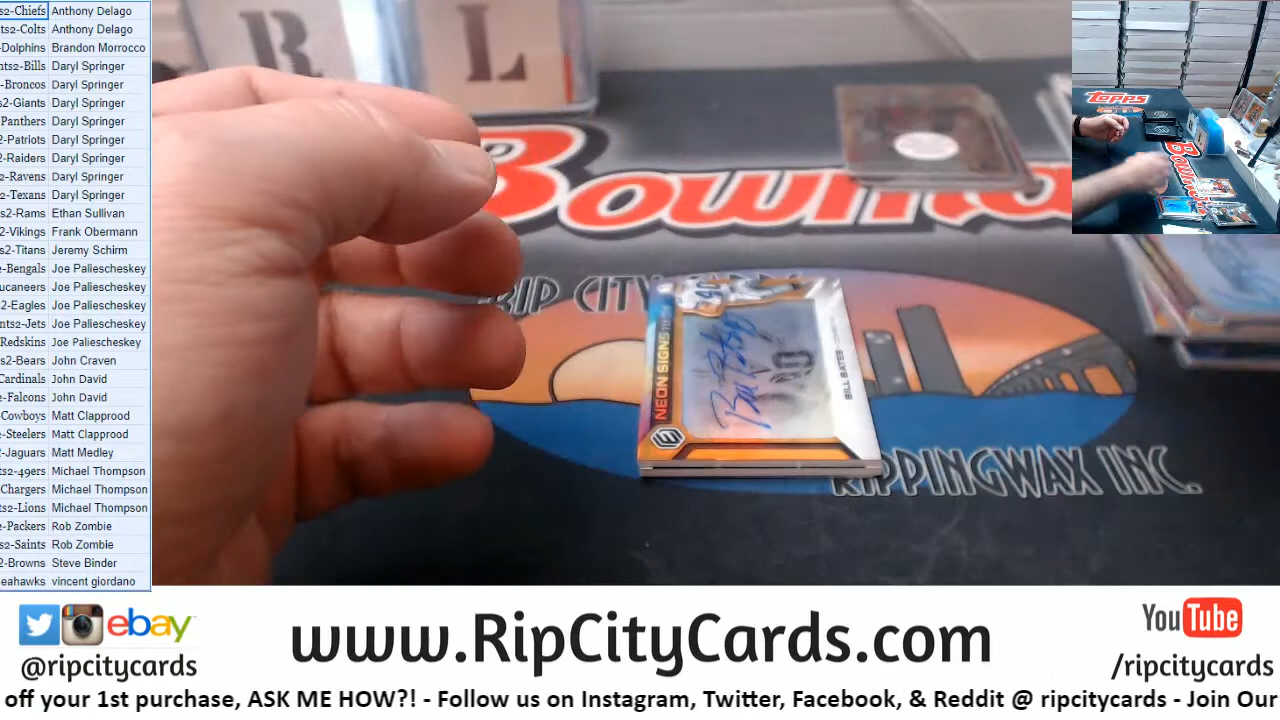 s2-Chiefs Anthony Delago
ts2-Colts Anthony Delago
-Dolphins Brandon Morrocco
nts2-Bills Daryl Springer
-Broncos Daryl Springer
s2-Giants Daryl Springer
Panthers Daryl Springer
2-Patriots Daryl Springer
2-Raiders Daryl Springer
2-Ravens Daryl Springer
2-Texans Daryl Springer
s2-Rams Ethan Sullivan
2-Vikings Frank Obermann
s2-Titans Jeremy Schirm
-Bengals Joe Paliescheskey
ucaneers Joe Paliescheskey
2-Eagles Joe Paliescheskey
nts2-Jets Joe Paliescheskey
Redskins Joe Paliescheskey
s2-Bears John Craven
Cardinals John David
e-Falcons John David
-Cowboys Matt Clapprood
-Steelers Matt Clapprood
2-Jaguars Matt Medley
ts2-49ers Michael Thompson
Chargers Michael Thompson
ts2-Lions Michael Thompson
2-Packers Rob Zombie
s2-Saints Rob Zombie
2-Browns Steve Binder
eahawks vincent giordano
R L
Bowma
RIP CITY
NEON SIGNS
BILL BATES
RIPPINGWAX INC.
Topps
Bowm
ebay
@ripcitycards
www.RipCityCards.com
YouTube
/ripcitycards
off your 1st purchase, ASK ME HOW?! - Follow us on Instagram, Twitter, Facebook, & Reddit @ ripcitycards - Join Our